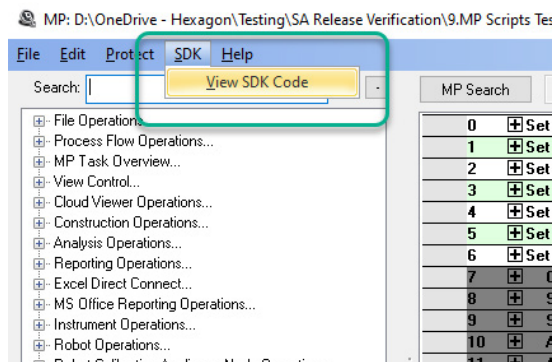 MP: D:\OneDrive - Hexagon\Testing\SA Release Verification\9.MP Scripts Tes
File Edit Protect SDK Help
View SDK Code
Search: - MP Search
File Operation
Process Flow Operations...
MP Task Overview...
View Control...
Cloud Viewer Operations...
Construction Operations...
Analysis Operations...
Reporting Operations...
Excel Direct Connect...
MS Office Reporting Operations...
Instrument Operations...
Robot Operations...
0 Set
1 Set
2 Set
3 Set
4 Set
5 Set
6 Set
7
8
9
10